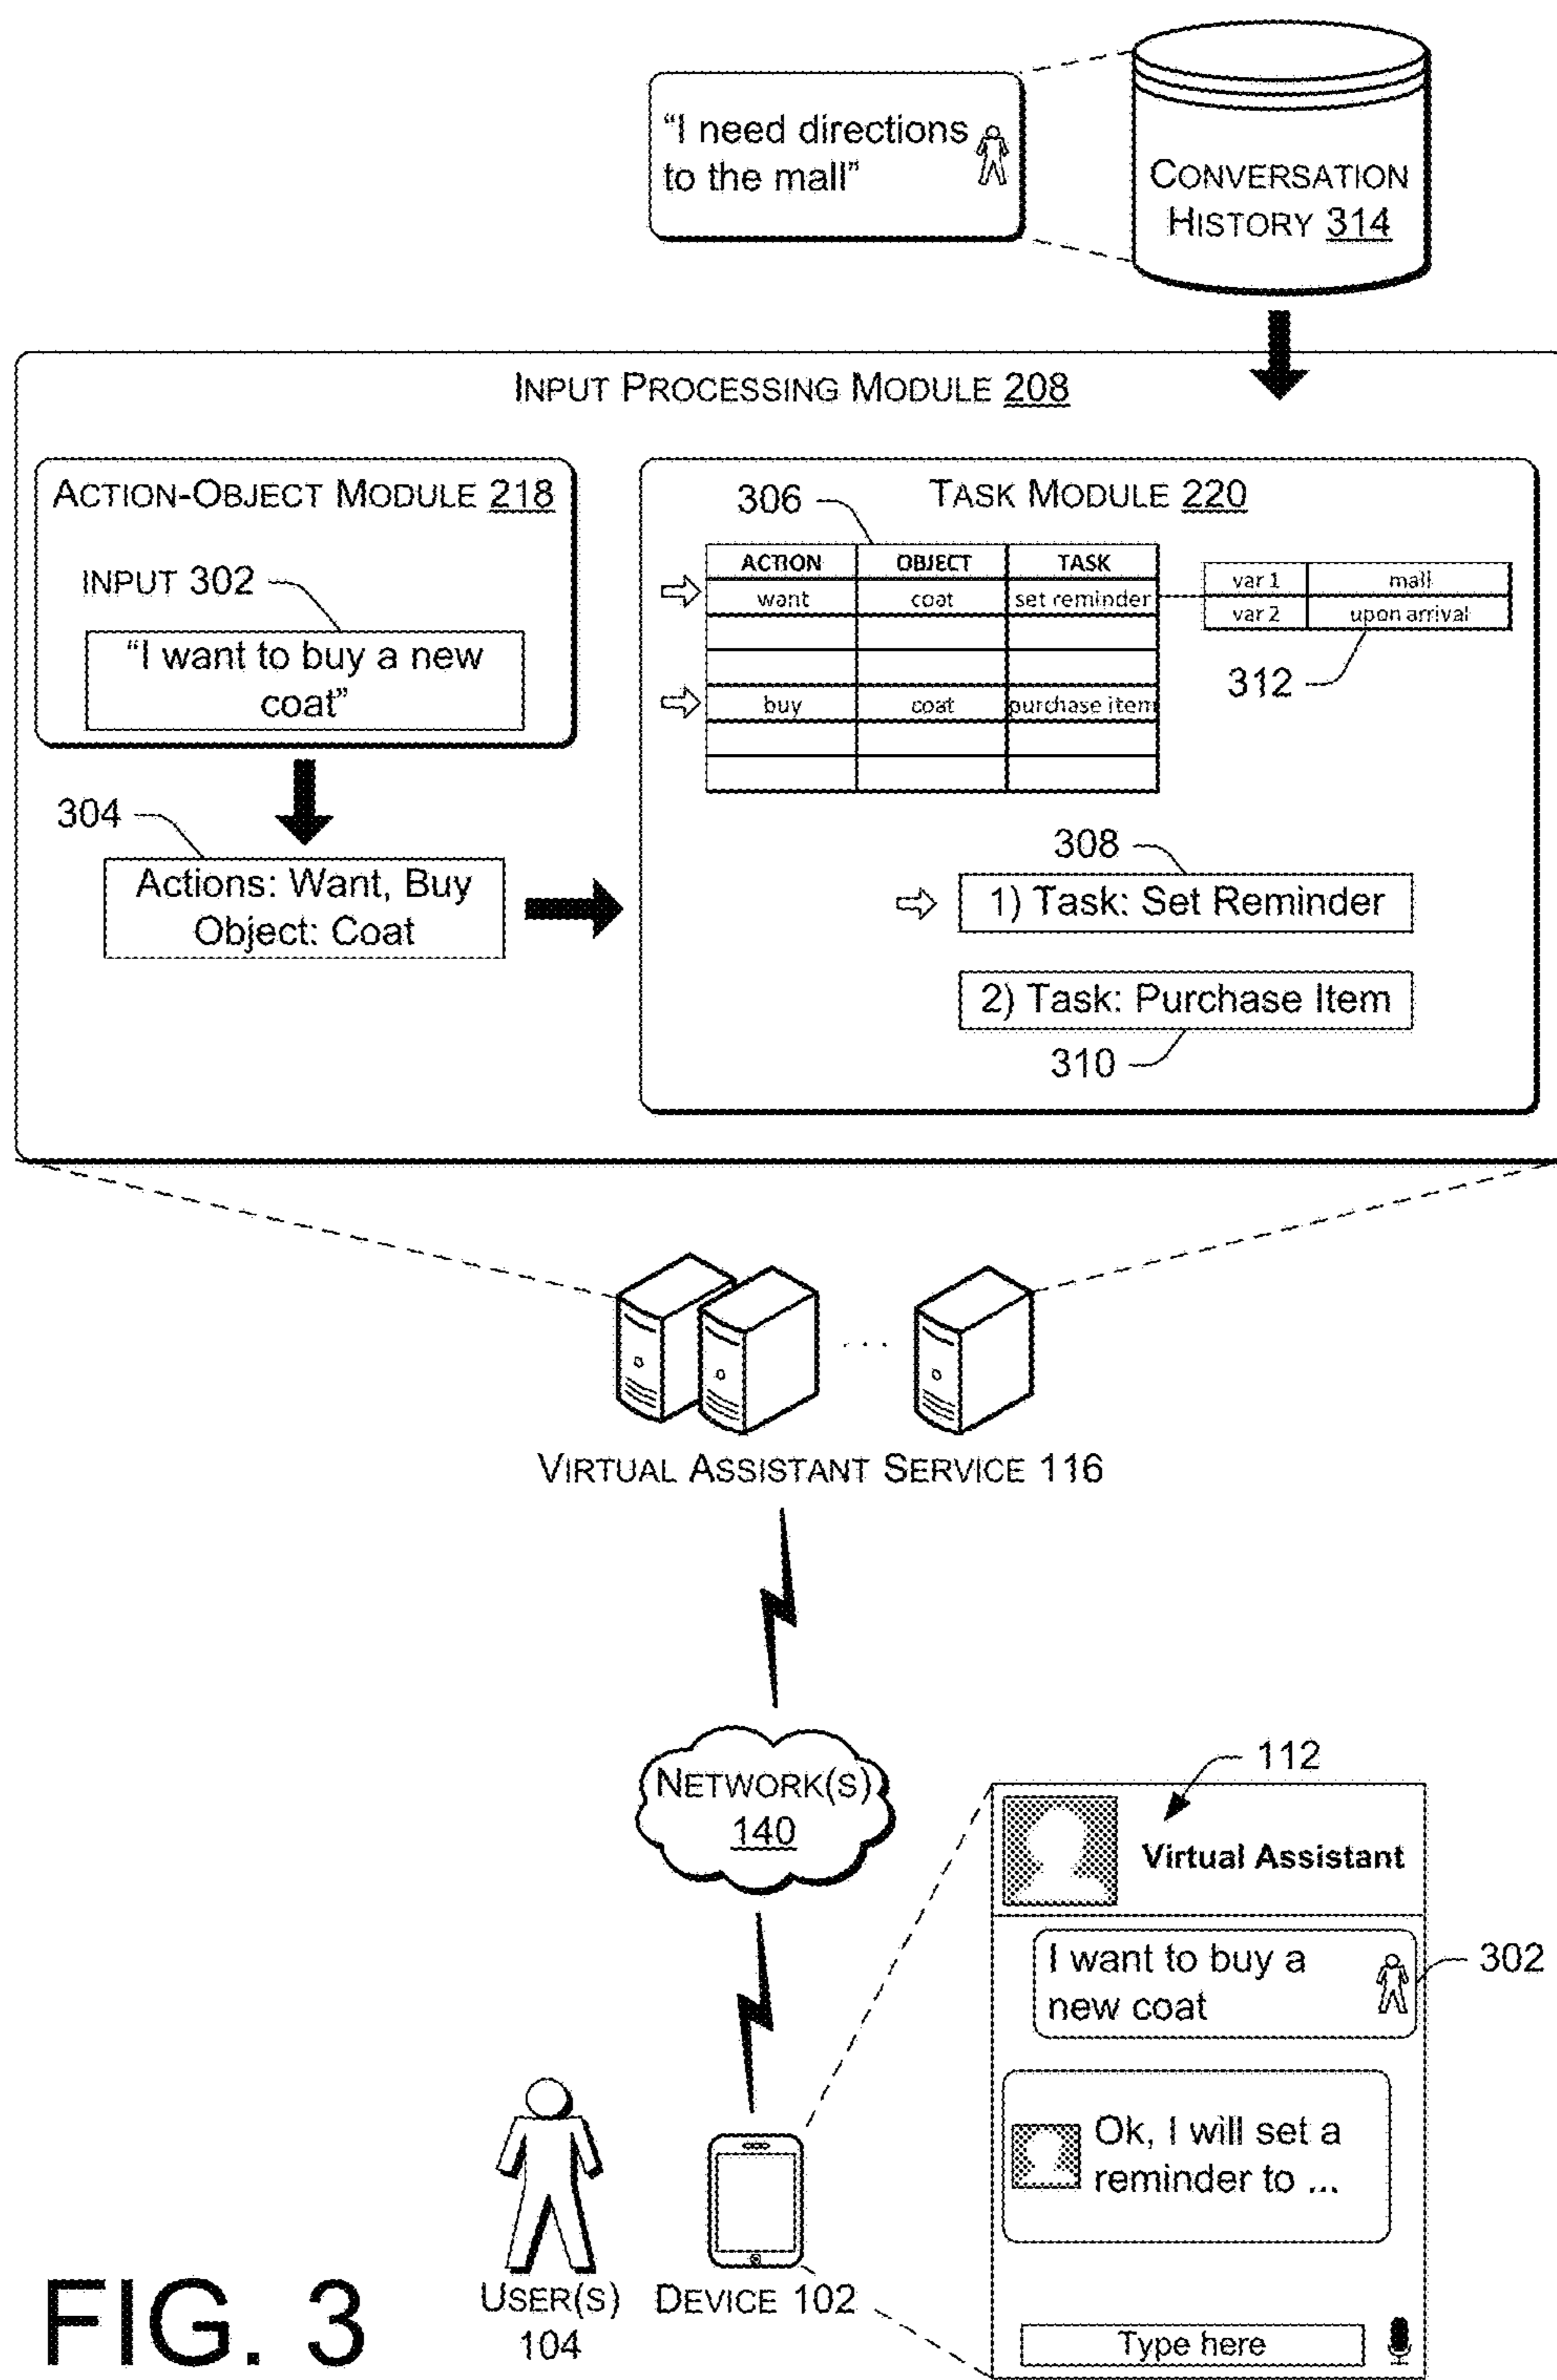 “I need directions
to the mall”
CONVERSATION
HISTORY 314
INPUT PROCESSING MODULE 208
ACTION-OBJECT MODULE 218
INPUT 302
“I want to buy a new
coat”
304
Actions: Want, Buy
Object: Coat
TASK MODULE 220
306
ACTION OBJECT TASK
want coat set reminder
buy coat purchase item
var 1 mall
var 2 upon arrival
312
308
1) Task: Set Reminder
2) Task: Purchase Item
310
VIRTUAL ASSISTANT SERVICE 116
NETWORK(S)
140
112
Virtual Assistant
I want to buy a
new coat
302
Ok, I will set a
reminder to ...
Type here
USER(S)
104
DEVICE 102
FIG. 3